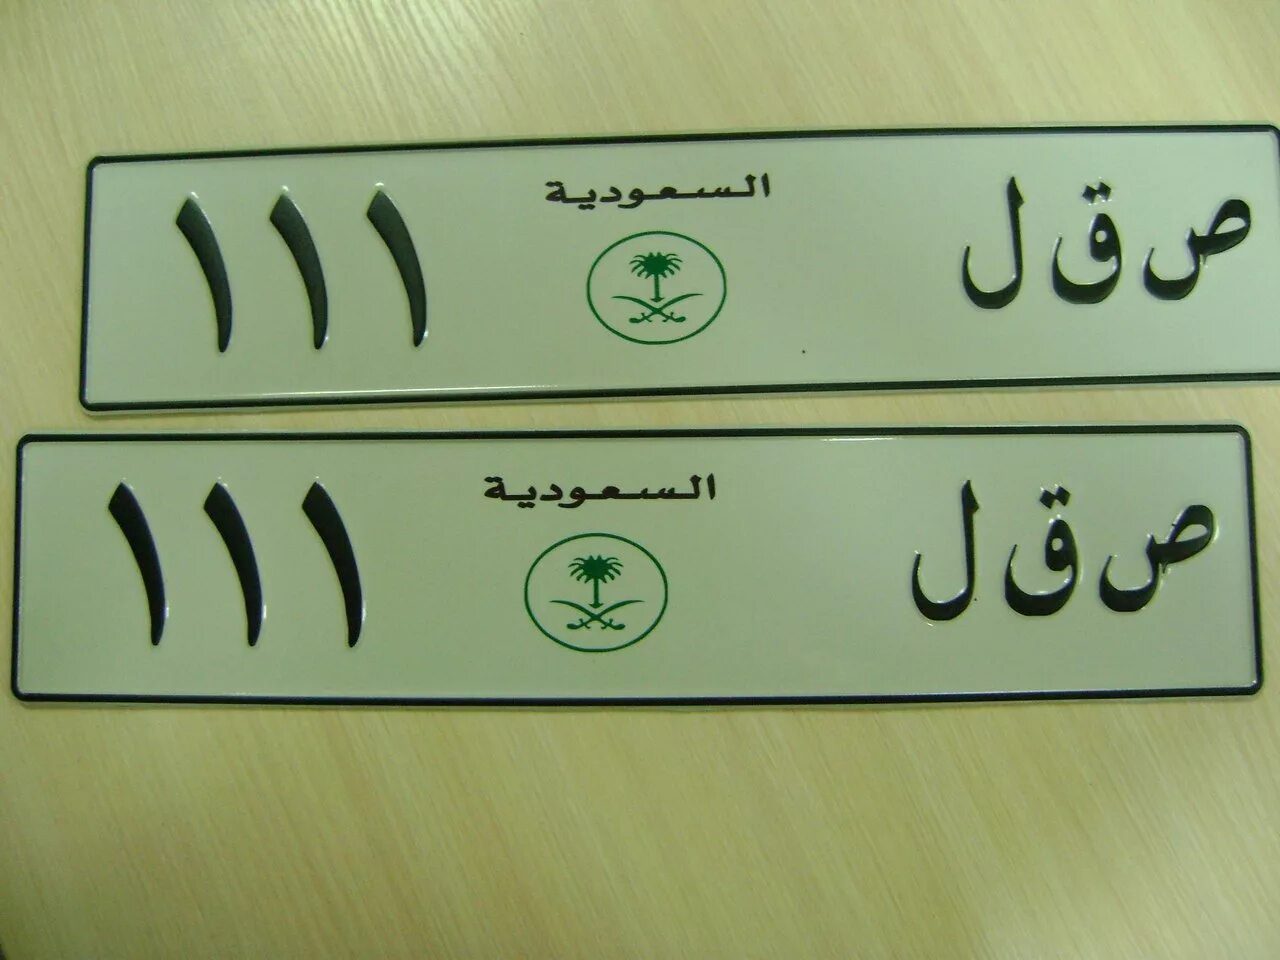 السعودية
ص ق ل ١١١
السعودية
ص ق ل ١١١